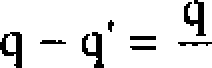 q - q' = q